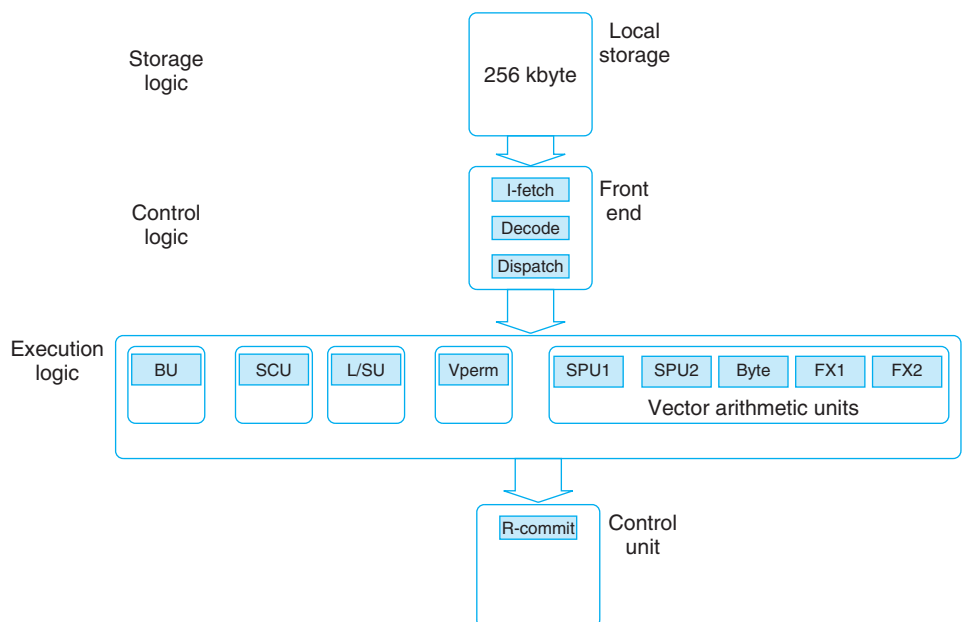 Storage
logic
256 kbyte
Local
storage
Control
logic
I-fetch
Decode
Dispatch
Front
end
Execution
logic
BU
SCU
L/SU
Vperm
SPU1
SPU2
Byte
FX1
FX2
Vector arithmetic units
R-commit
Control
unit